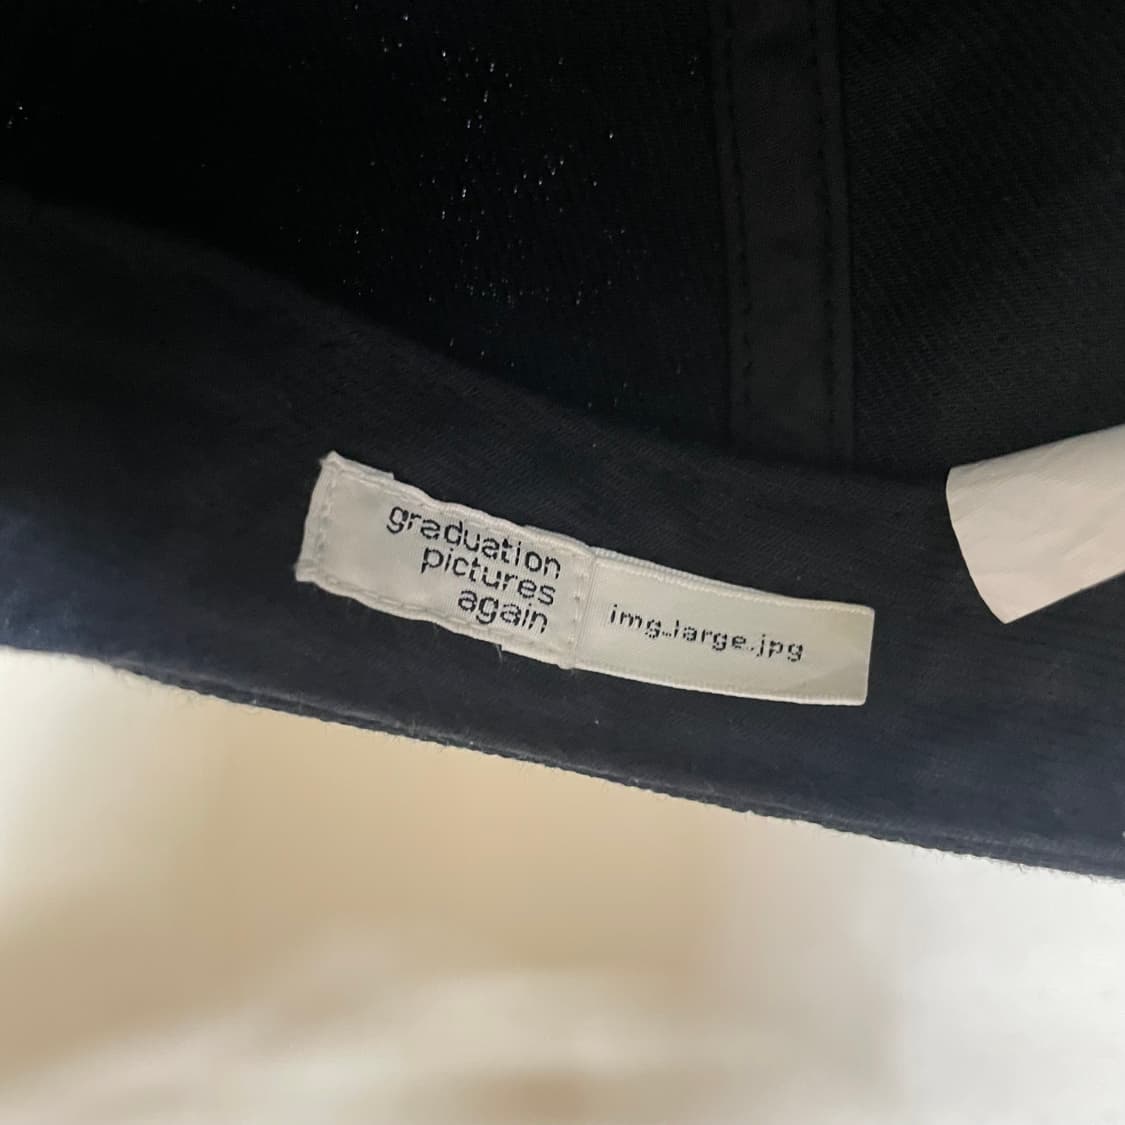 graduation
pictures
again
img_large.jpg